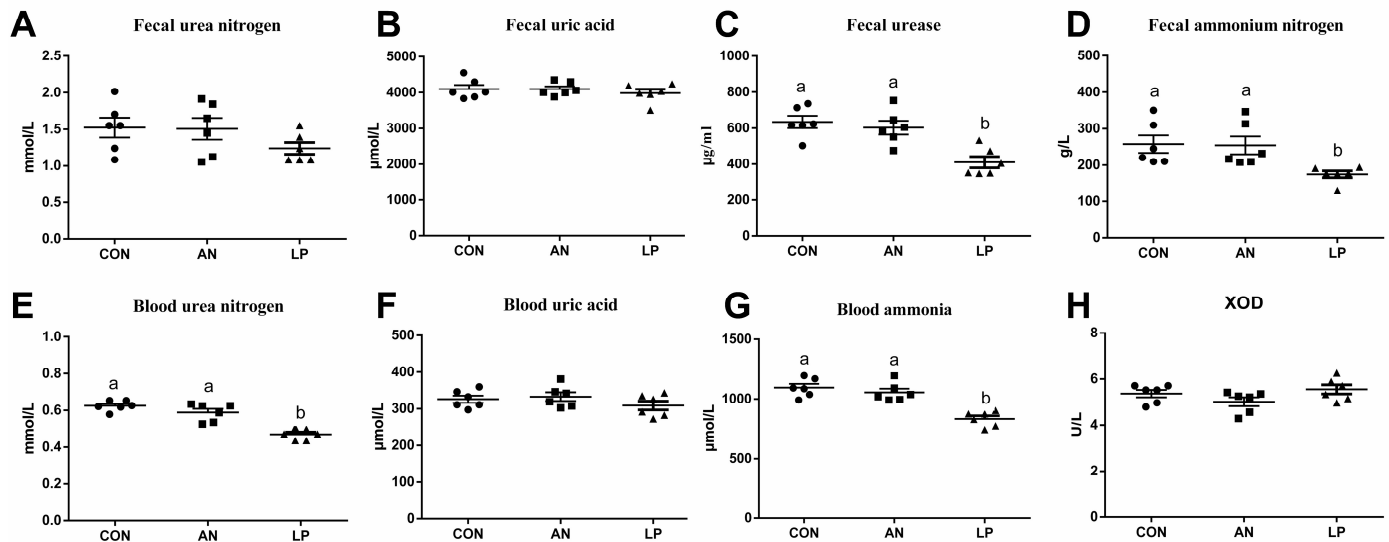 A
Fecal urea nitrogen
mmol/L
2.5
2.0
1.5
1.0
0.5
0.0
CON AN LP
B
Fecal uric acid
μmol/L
5000
4000
3000
2000
1000
0
CON AN LP
C
Fecal urease
μg/ml
1000
800
600
400
200
0
a a b
CON AN LP
D
Fecal ammonium nitrogen
g/L
500
400
300
200
100
0
a a b
CON AN LP
E
Blood urea nitrogen
mmol/L
1.0
0.8
0.6
0.4
0.2
0.0
a a b
CON AN LP
F
Blood uric acid
μmol/L
500
400
300
200
100
0
CON AN LP
G
Blood ammonia
μmol/L
1500
1000
500
0
a a b
CON AN LP
H
XOD
U/L
8
6
4
2
0
CON AN LP